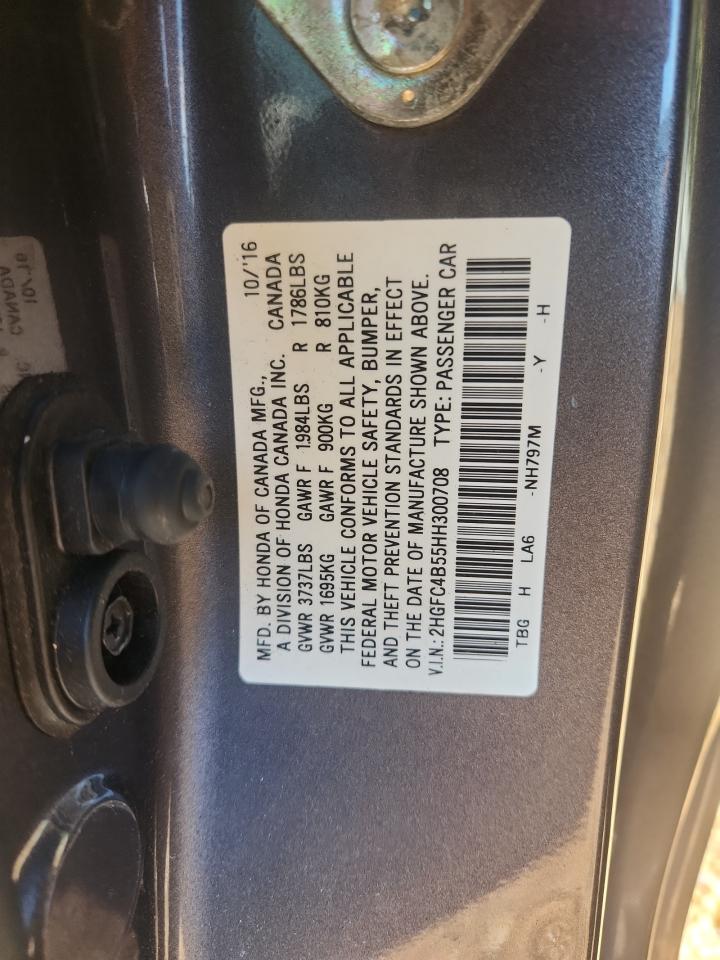 MFD. BY HONDA OF CANADA MFG., 10/'16
A DIVISION OF HONDA CANADA INC. CANADA
GVWR 3737LBS GAWR F 1984LBS R 1786LBS
GVWR 1695KG GAWR F 900KG R 810KG
THIS VEHICLE CONFORMS TO ALL APPLICABLE
FEDERAL MOTOR VEHICLE SAFETY, BUMPER,
AND THEFT PREVENTION STANDARDS IN EFFECT
ON THE DATE OF MANUFACTURE SHOWN ABOVE.
V.I.N.: 2HGFC4B55HH300708 TYPE: PASSENGER CAR
TBG H LA6 -NH797M -Y -H
CANADA